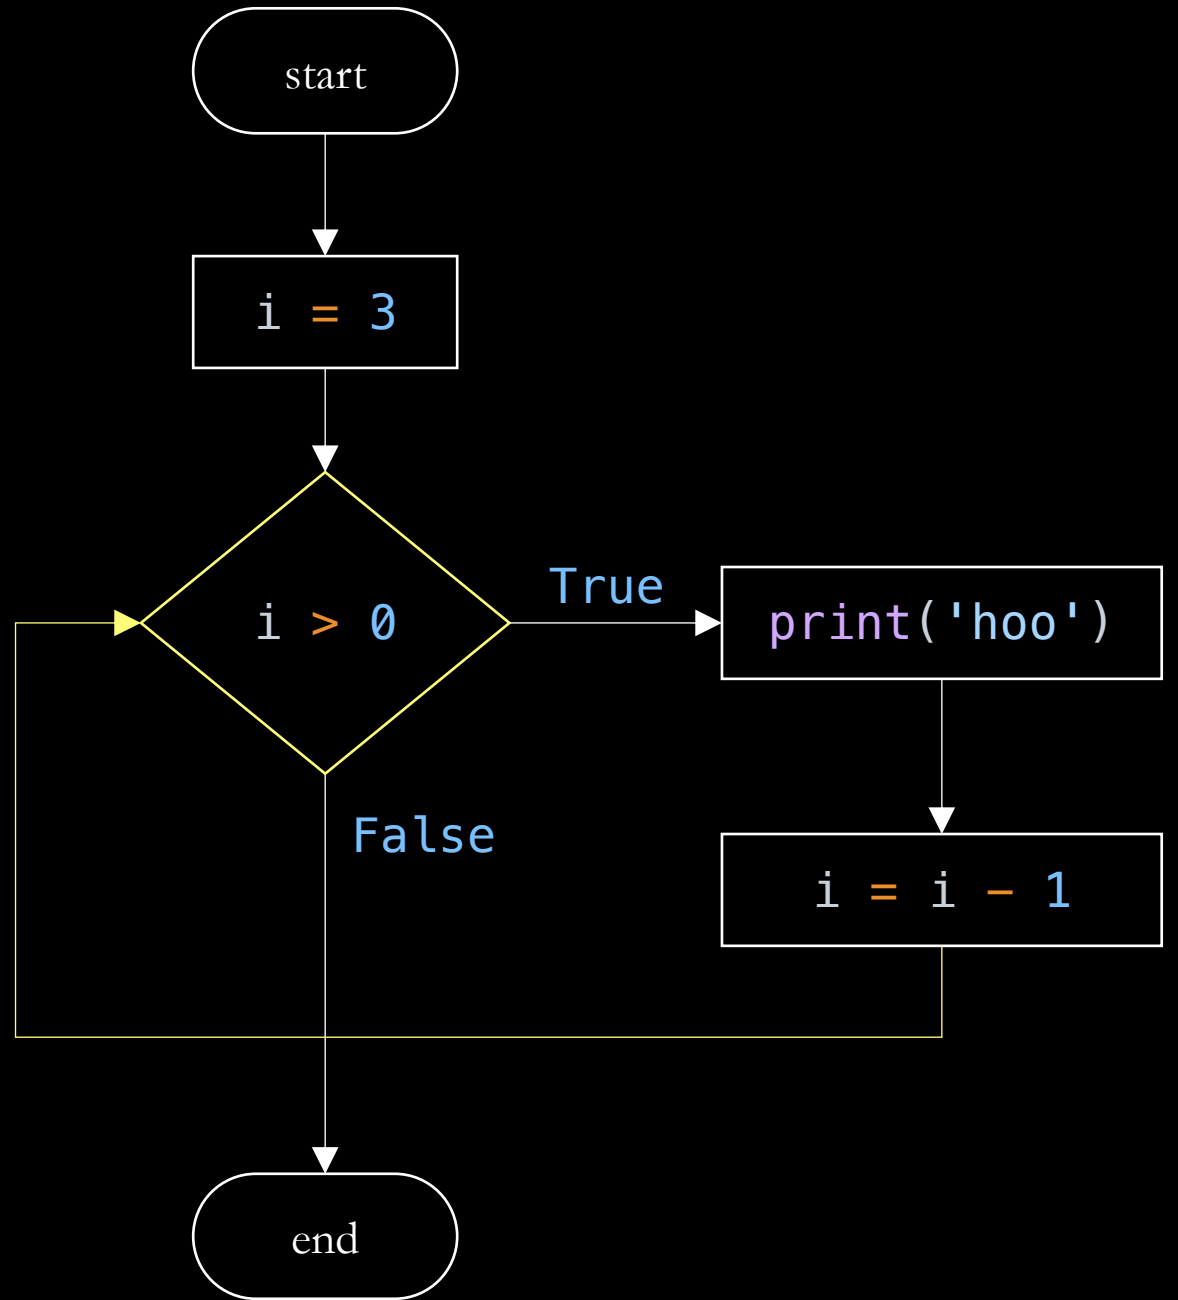 start
i = 3
i > 0
True
print('hoo')
False
i = i - 1
end